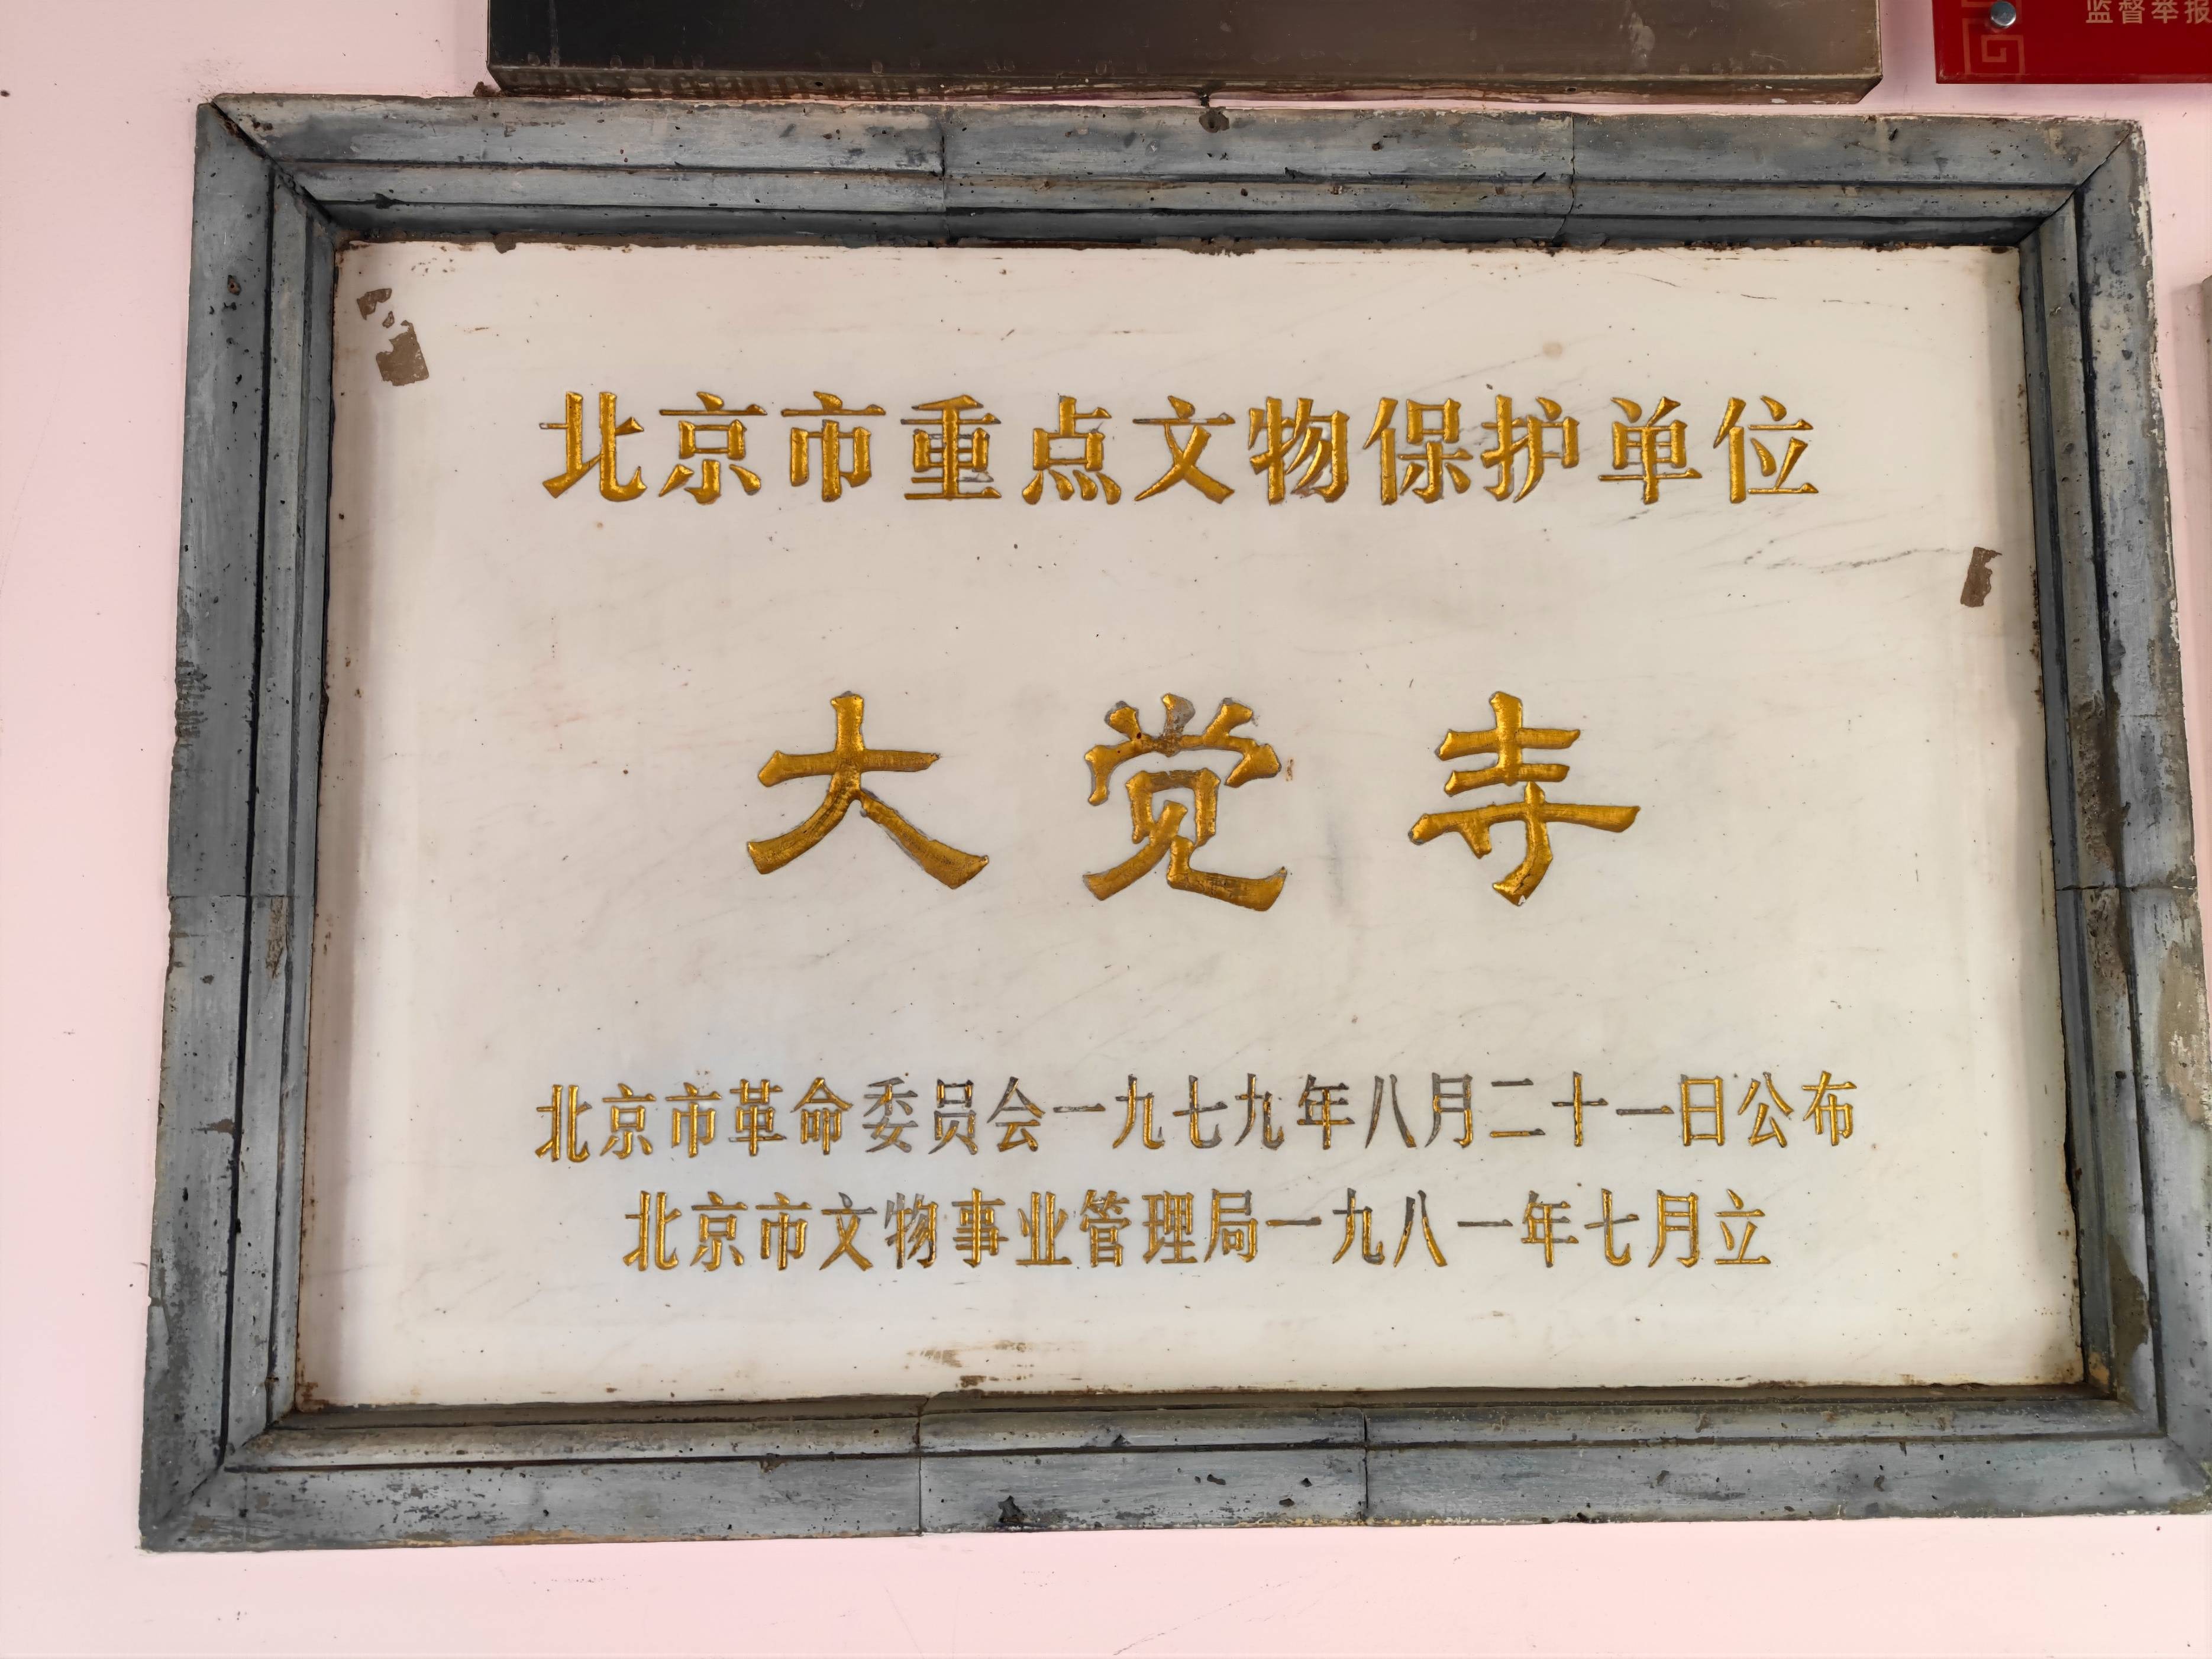 监督举报
北京市重点文物保护单位
大觉寺
北京市革命委员会一九七九年八月二十一日公布
北京市文物事业管理局一九八一年七月立